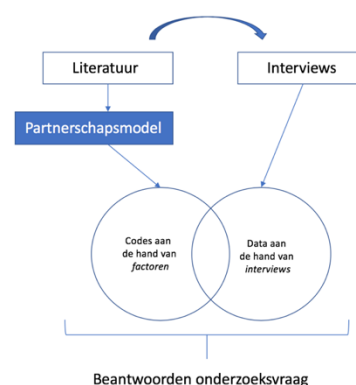 Literatuur
Interviews
Partnerschapsmodel
Codes aan
de hand van
factoren
Data aan
de hand van
interviews
Beantwoorden onderzoeksvraag